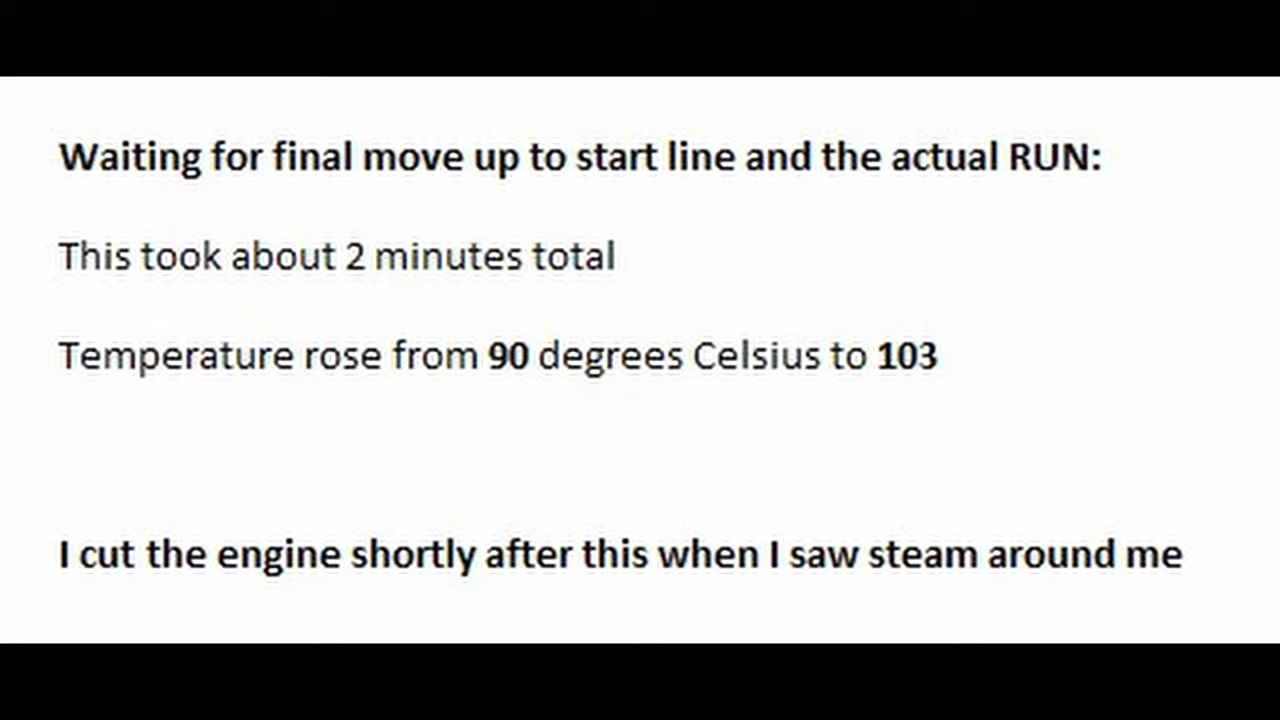 Waiting for final move up to start line and the actual RUN:
This took about 2 minutes total
Temperature rose from 90 degrees Celsius to 103
I cut the engine shortly after this when I saw steam around me